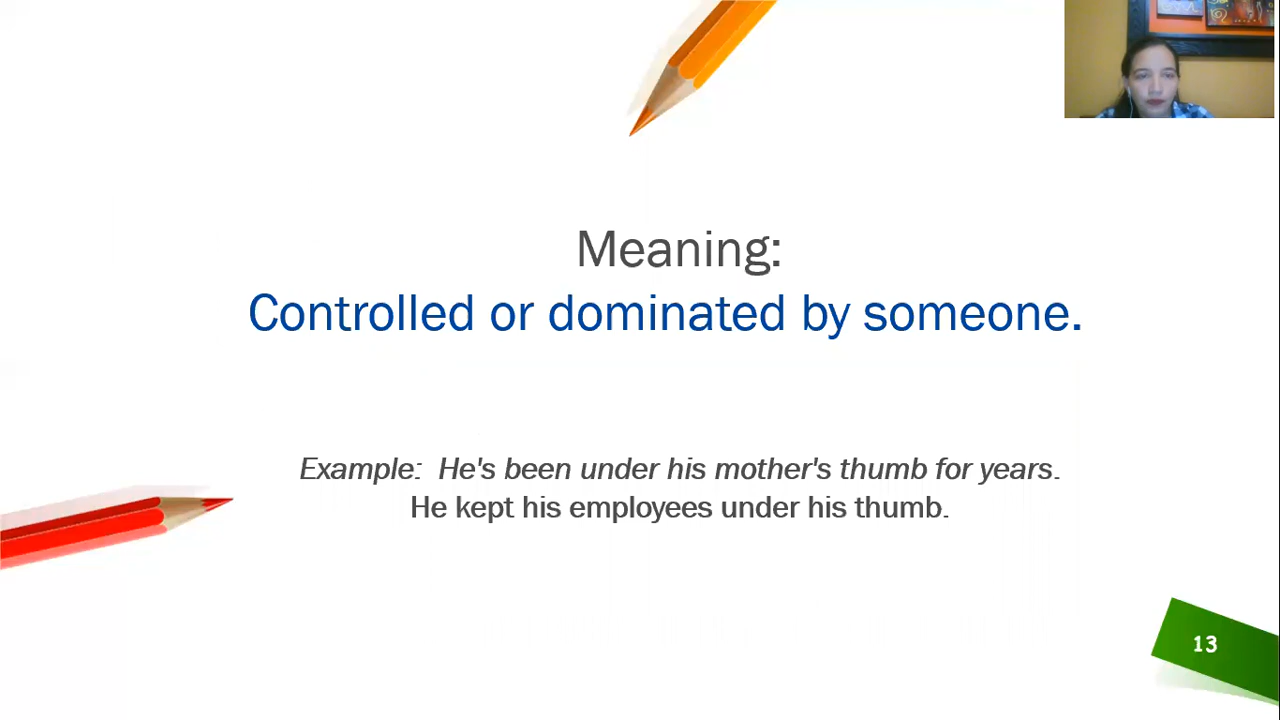 Meaning:
Controlled or dominated by someone.
Example:  He's been under his mother's thumb for years.
He kept his employees under his thumb.
13